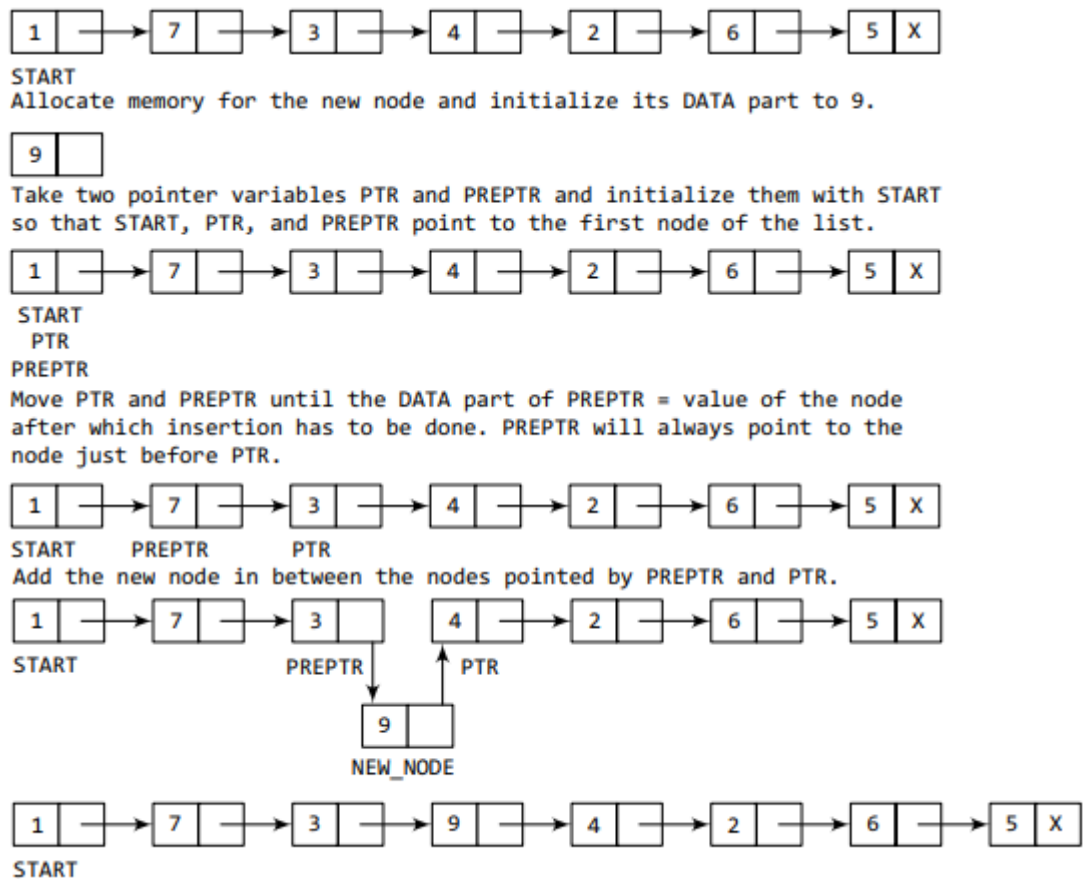 1 7 3 4 2 6 5 X
START
Allocate memory for the new node and initialize its DATA part to 9.
9
Take two pointer variables PTR and PREPTR and initialize them with START
so that START, PTR, and PREPTR point to the first node of the list.
1 7 3 4 2 6 5 X
START
PTR
PREPTR
Move PTR and PREPTR until the DATA part of PREPTR = value of the node
after which insertion has to be done. PREPTR will always point to the
node just before PTR.
1 7 3 4 2 6 5 X
START PREPTR PTR
Add the new node in between the nodes pointed by PREPTR and PTR.
1 7 3 4 2 6 5 X
START PREPTR PTR
9
NEW_NODE
1 7 3 9 4 2 6 5 X
START